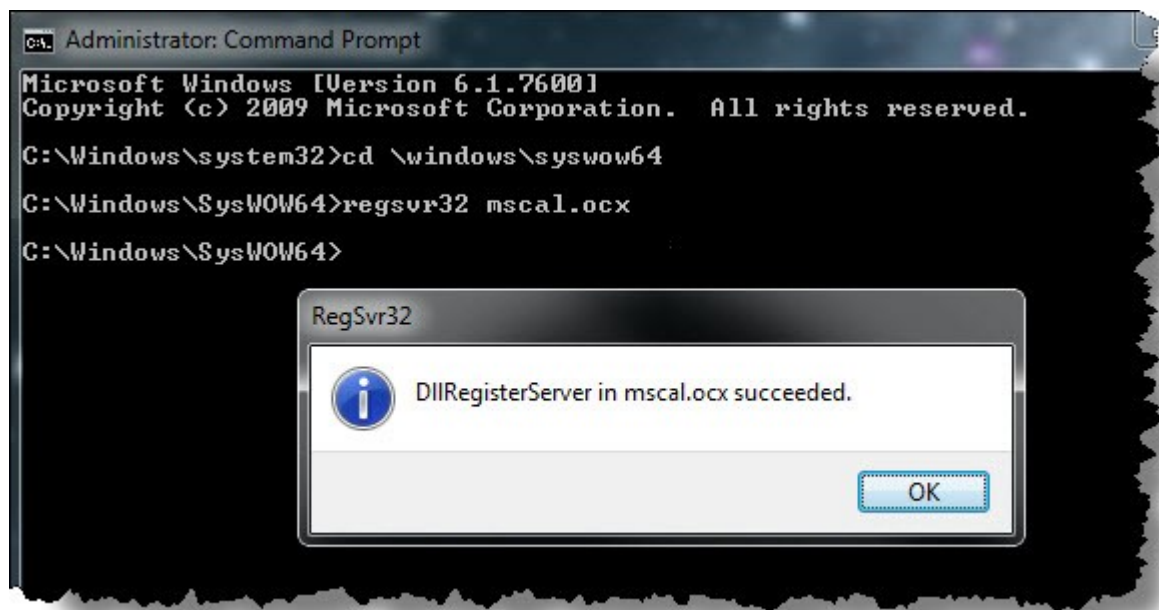 Administrator: Command Prompt
Microsoft Windows [Version 6.1.7600]
Copyright (c) 2009 Microsoft Corporation.  All rights reserved.
C:\Windows\system32>cd \windows\syswow64
C:\Windows\SysWOW64>regsvr32 mscal.ocx
C:\Windows\SysWOW64>
RegSvr32
DllRegisterServer in mscal.ocx succeeded.
OK